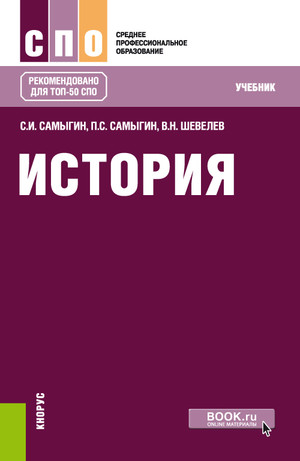 СПО
СРЕДНЕЕ
ПРОФЕССИОНАЛЬНОЕ
ОБРАЗОВАНИЕ
РЕКОМЕНДОВАНО
ДЛЯ ТОП-50 СПО
УЧЕБНИК
С.И. САМЫГИН, П.С. САМЫГИН, В.Н. ШЕВЕЛЕВ
ИСТОРИЯ
КНОРУС
BOOK.ru
ONLINE МАТЕРИАЛЫ